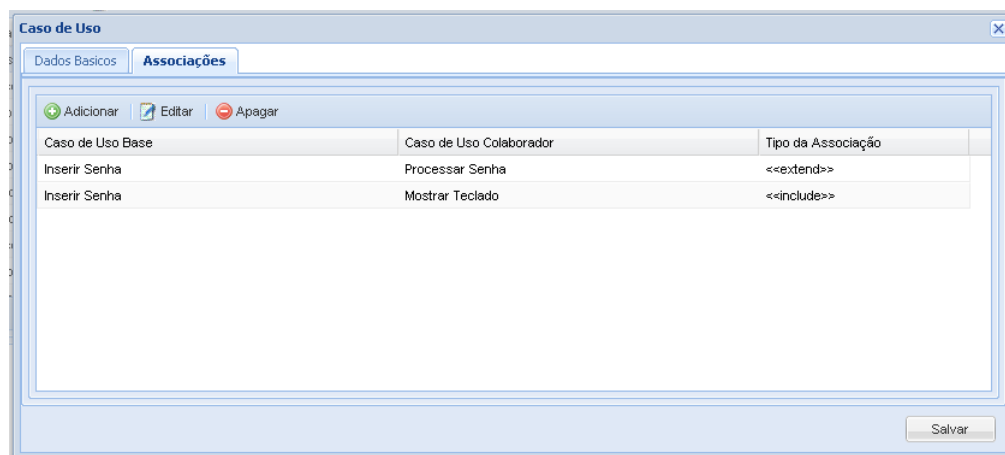 Caso de Uso
Dados Basicos Associações
Adicionar Editar Apagar
Caso de Uso Base Caso de Uso Colaborador Tipo da Associação
Inserir Senha Processar Senha <<extend>>
Inserir Senha Mostrar Teclado <<include>>
Salvar